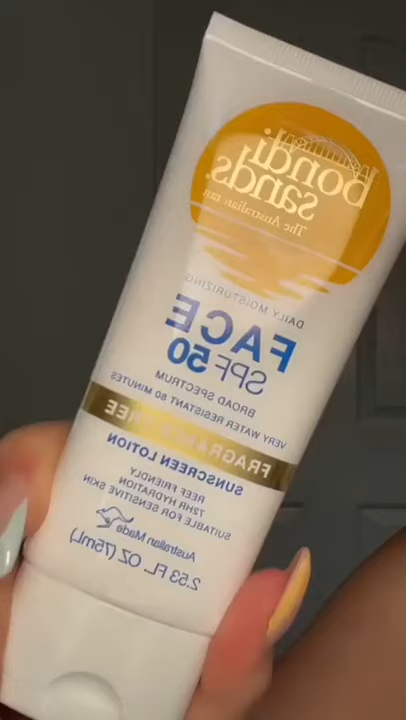 bondi
sands.
The Australian tan.
DAILY MOISTURIZING
FACE
SPF 50
BROAD SPECTRUM
VERY WATER RESISTANT 80 MINUTES
FRAGRANCE FREE
SUNSCREEN LOTION
REEF FRIENDLY
72HR HYDRATION
SUITABLE FOR SENSITIVE SKIN
Australian Made
2.53 FL. OZ (75mL)